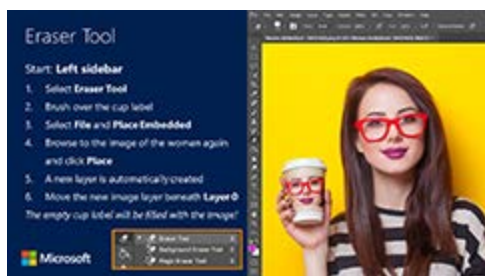 Eraser Tool
Start: Left sidebar
1. Select Eraser Tool
2. Brush over the cup label
3. Select File and Place Embedded
4. Browse to the image of the women again
and click Place
5. A new layer is automatically created
6. Move the new image layer beneath Layer 0
The empty cup label will be filled with the image!
Eraser Tool E
Background Eraser Tool E
Magic Eraser Tool E
Microsoft